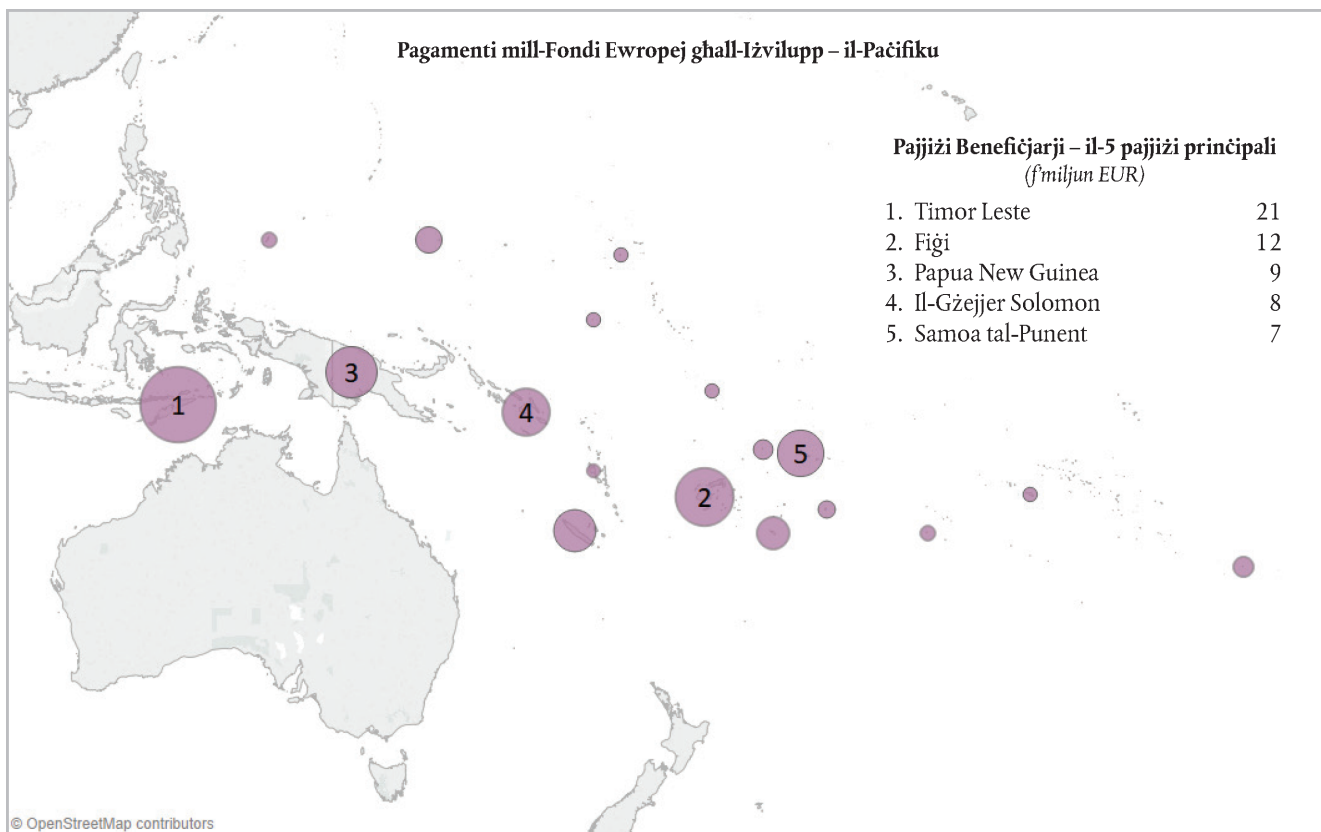 Pagamenti mill-Fondi Ewropej għall-Iżvilupp – il-Paċifiku
Pajjiżi Benefiċjarji – il-5 pajjiżi prinċipali
(f'miljun EUR)
1. Timor Leste 21
2. Fiġi 12
3. Papua New Guinea 9
4. Il-Gżejjer Solomon 8
5. Samoa tal-Punent 7
3
1
4
5
2
© OpenStreetMap contributors